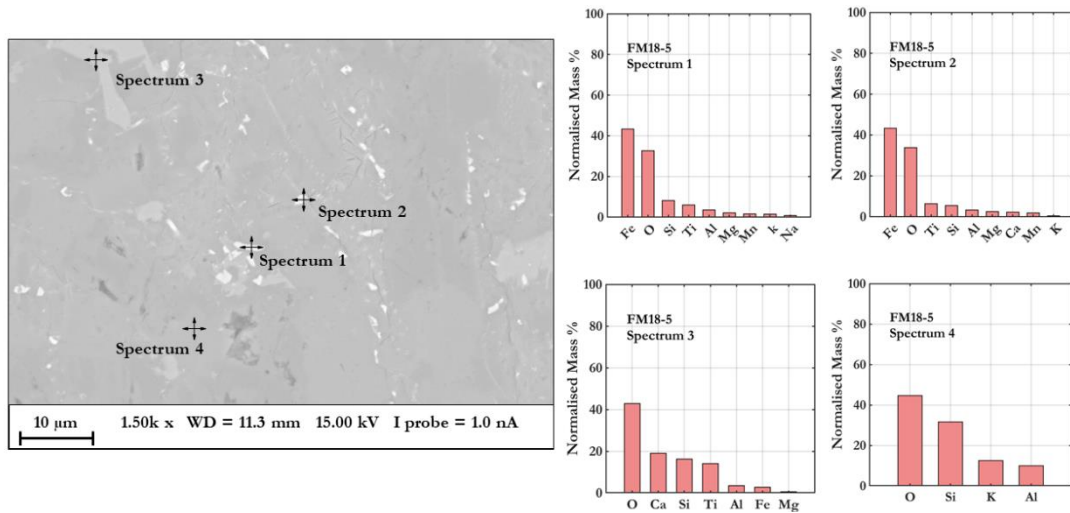 Spectrum 3
Spectrum 2
Spectrum 1
Spectrum 4
10 µm 1.50k x WD = 11.3 mm 15.00 kV I probe = 1.0 nA
100
80
60
40
20
0
Normalised Mass %
FM18-5
Spectrum 1
Fe O Si Ti Al Mg Mn k Na
100
80
60
40
20
0
Normalised Mass %
FM18-5
Spectrum 2
Fe O Ti Si Al Mg Ca Mn K
100
80
60
40
20
0
Normalised Mass %
FM18-5
Spectrum 3
O Ca Si Ti Al Fe Mg
100
80
60
40
20
0
Normalised Mass %
FM18-5
Spectrum 4
O Si K Al